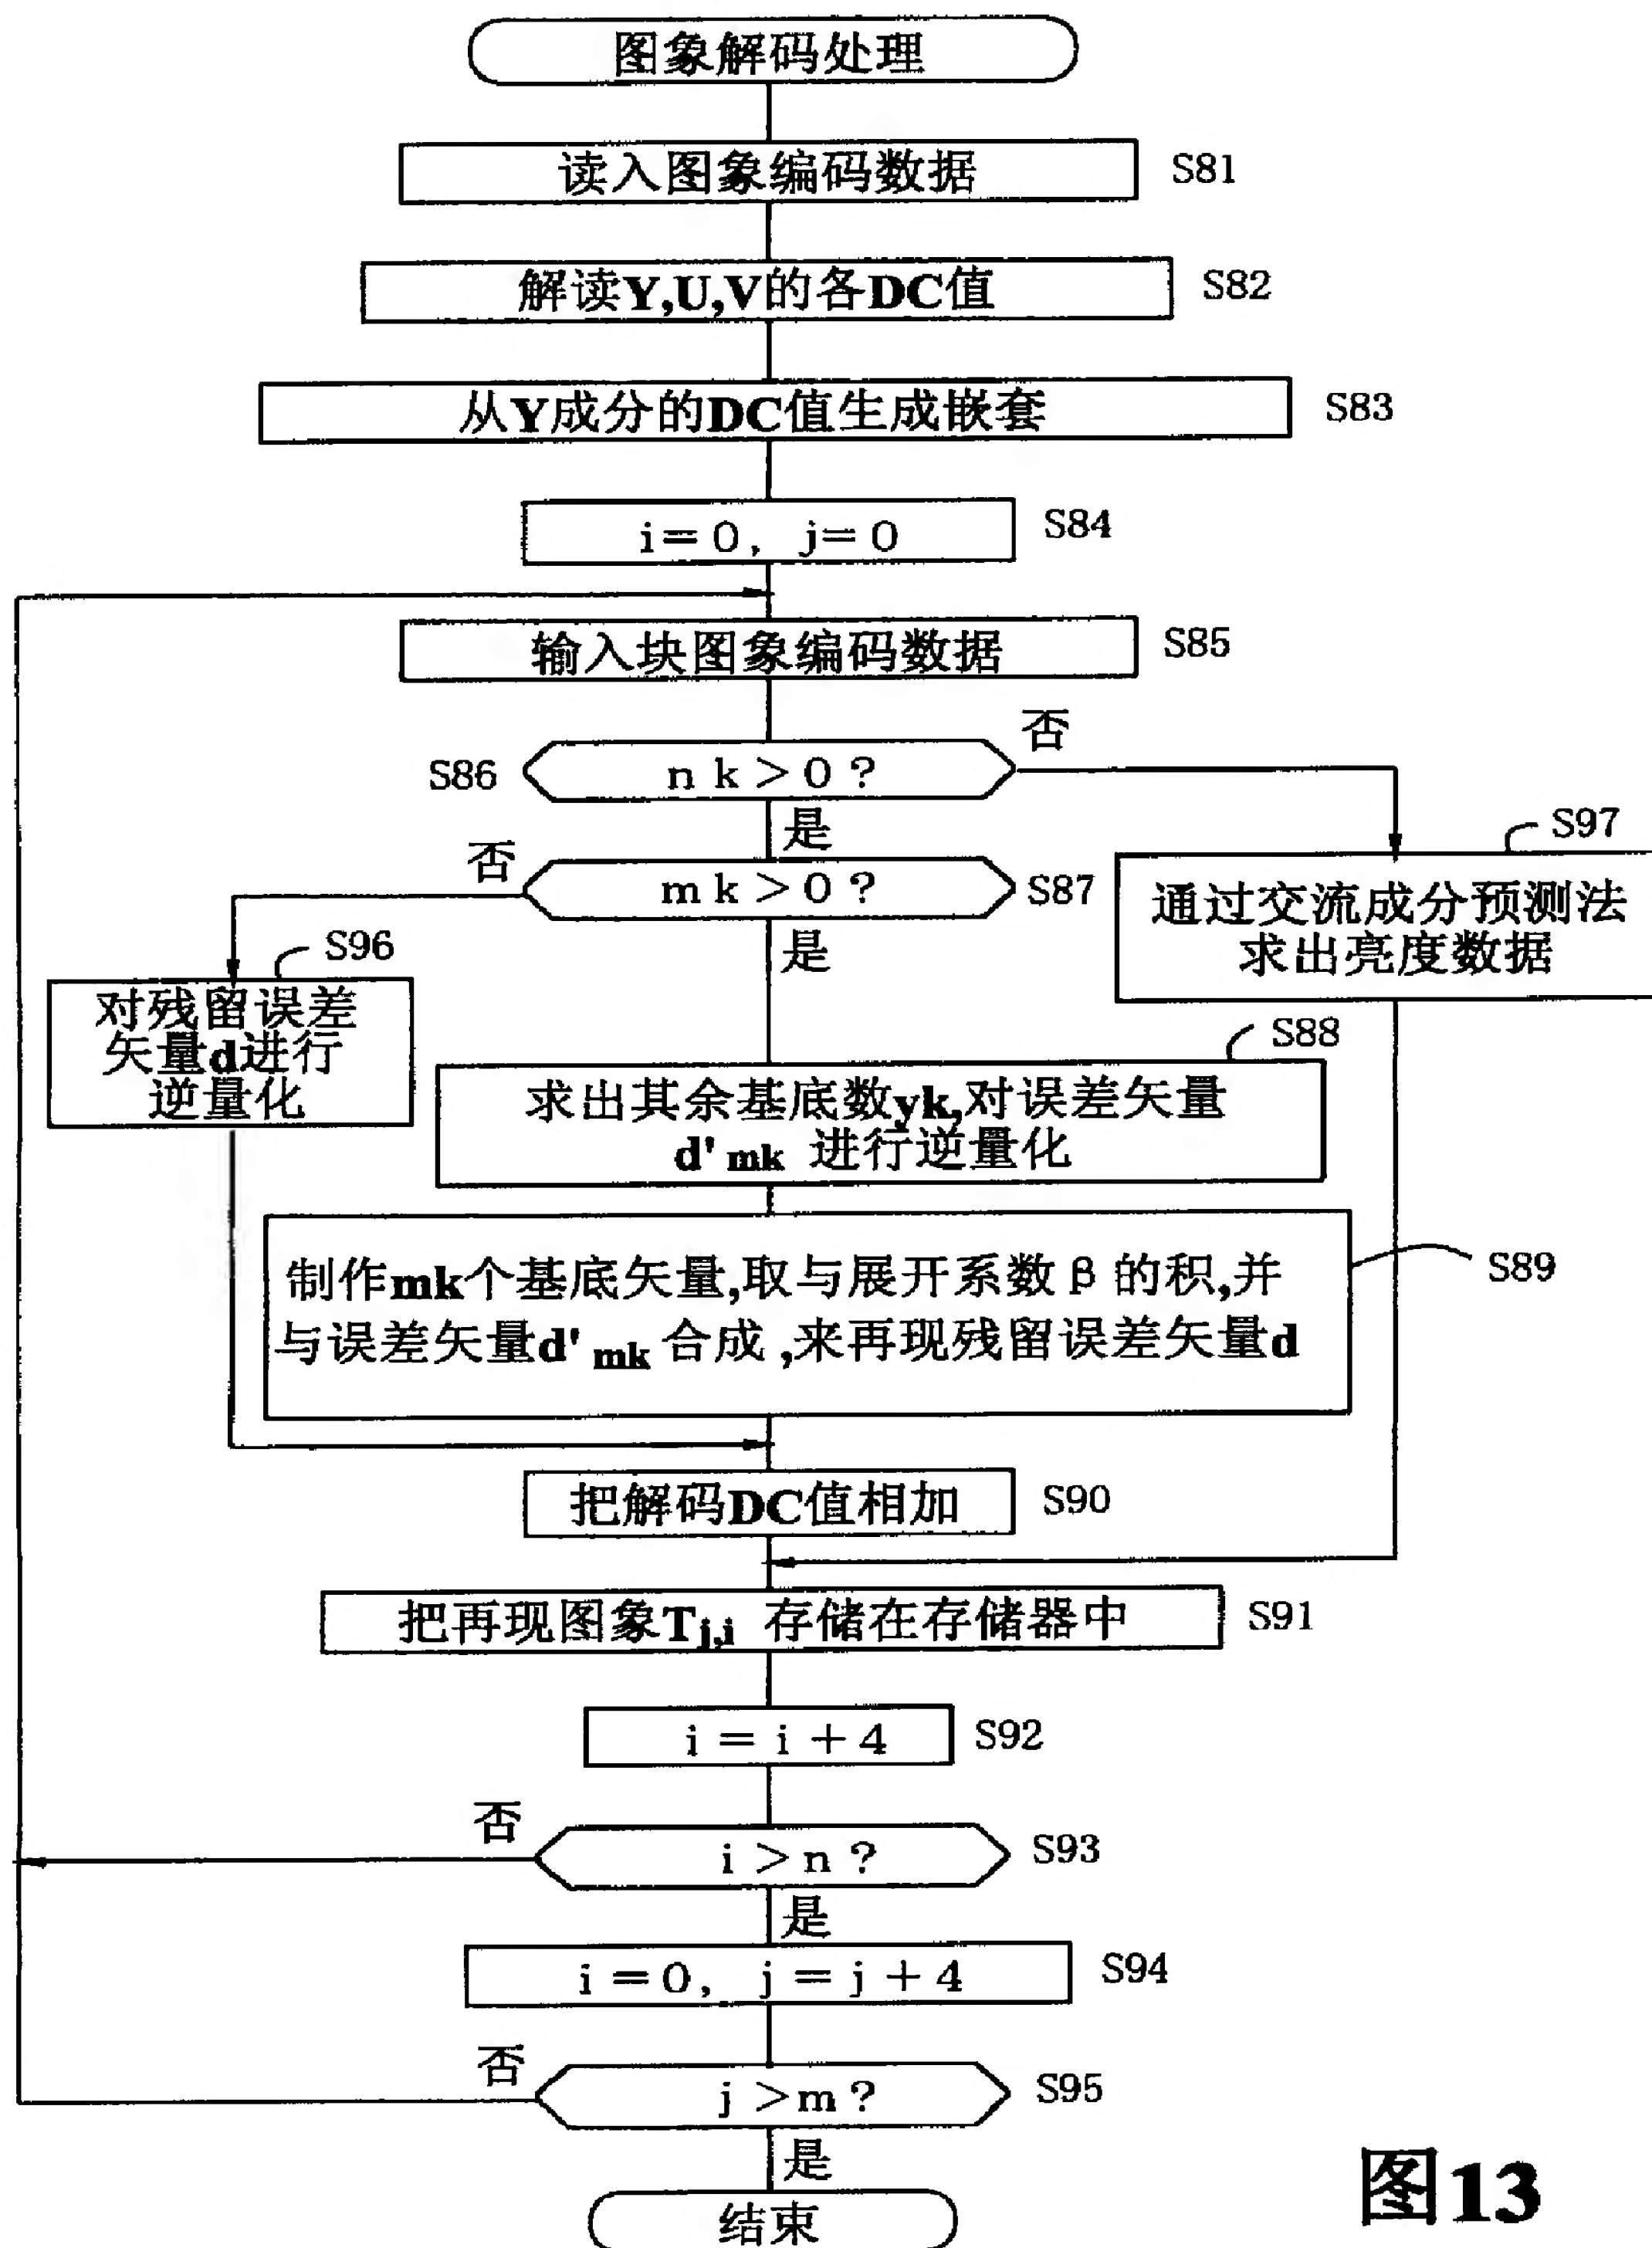 图象解码处理
读入图象编码数据 S81
解读Y,U,V的各DC值 S82
从Y成分的DC值生成嵌套 S83
i=0, j=0 S84
输入块图象编码数据 S85
否
S86 nk>0?
是
S97
否
mk>0? S87
通过交流成分预测法
求出亮度数据
是
S96
对残留误差
矢量d进行
逆量化
S88
求出其余基底数yk,对误差矢量
d'mk 进行逆量化
S89
制作mk个基底矢量,取与展开系数β的积,并
与误差矢量d'mk合成,来再现残留误差矢量d
把解码DC值相加 S90
把再现图象Tj,i 存储在存储器中 S91
i=i+4 S92
否
i>n? S93
是
i=0, j=j+4 S94
否
j>m? S95
是
结束
图13